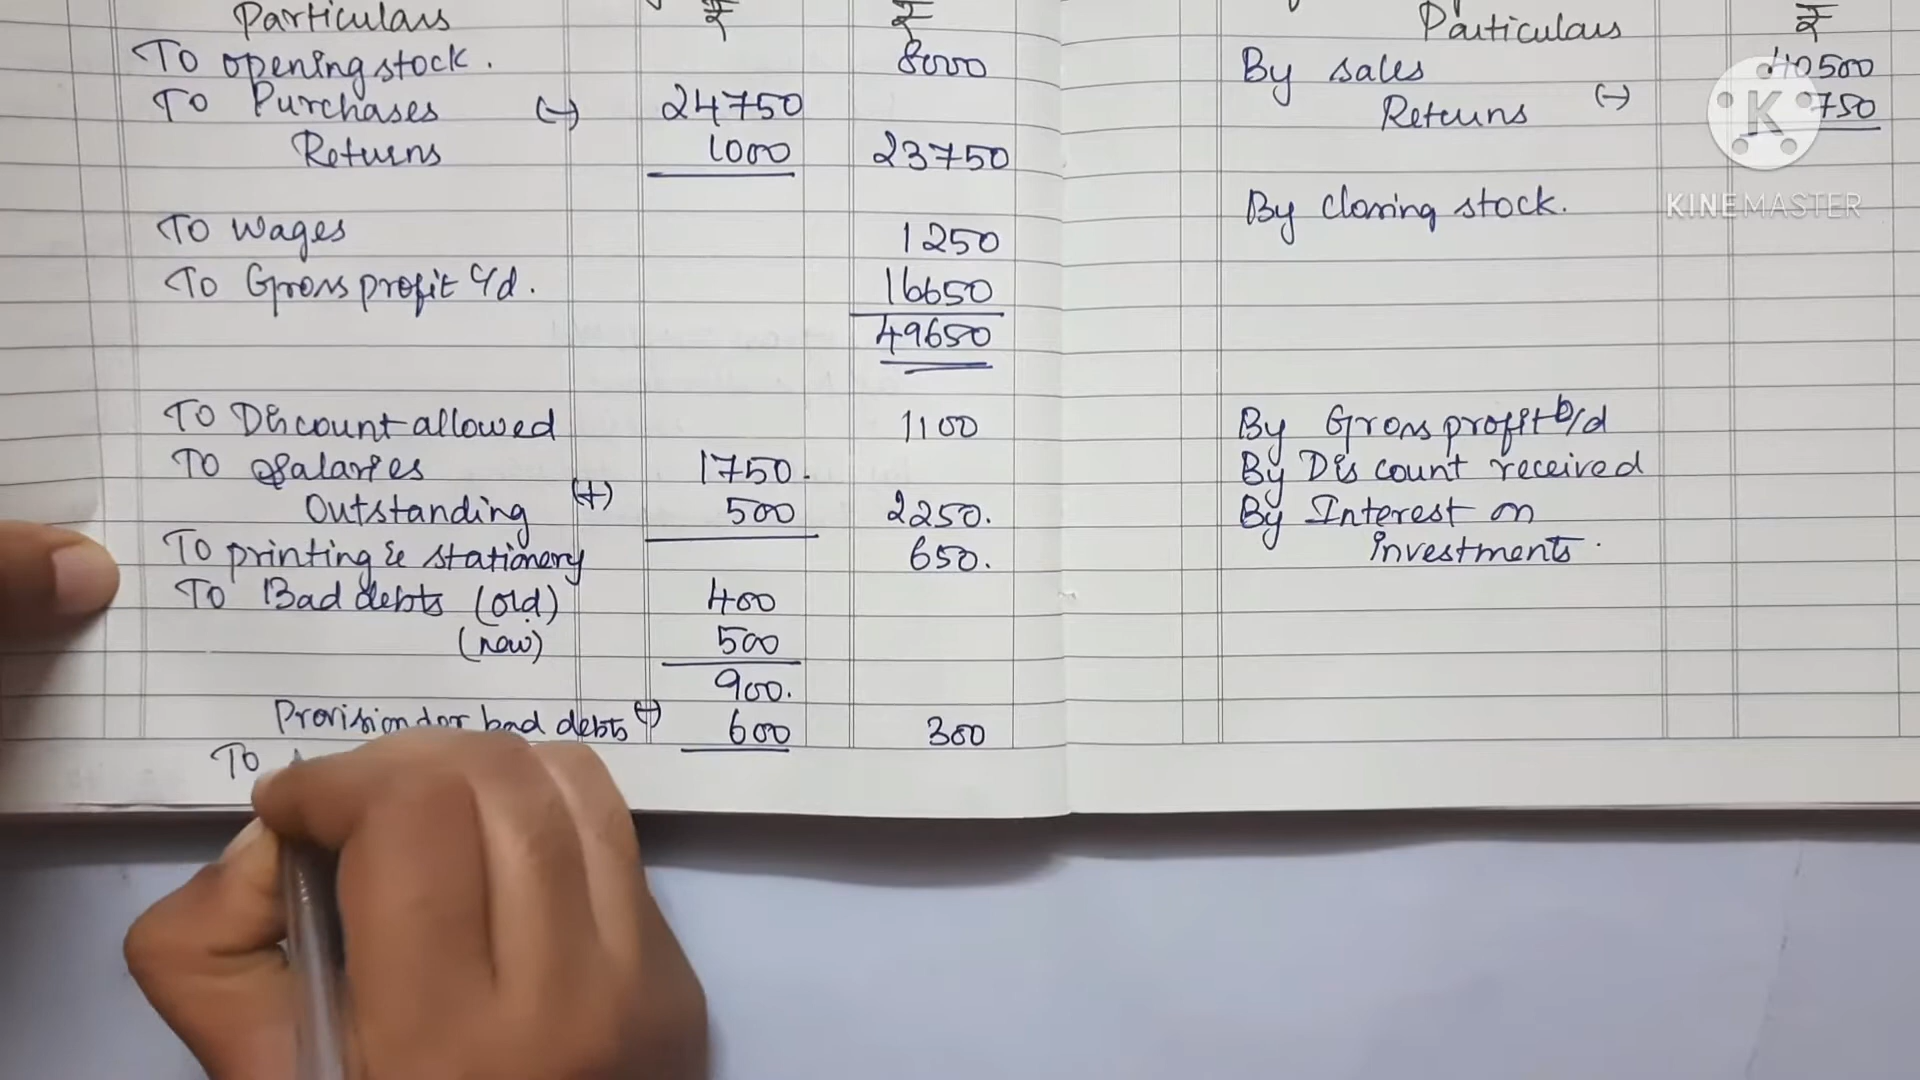 Particulars ₹ ₹ Particulars ₹
To opening stock. 8000 By sales 40500
To Purchases (-) 24750 Returns (-) 750
Returns 1000 23750
By closing stock.
KINEMASTER
To Wages 1250
To Gross profit c/d. 16650
49650
To Discount allowed 1100 By Gross profit b/d
To Salaries 1750. By Discount received
Outstanding (+) 500 2250. By Interest on
To printing & stationery 650. investments.
To Bad debts (old) 400
(new) 500
900.
Provision for bad debts (-) 600 300
To